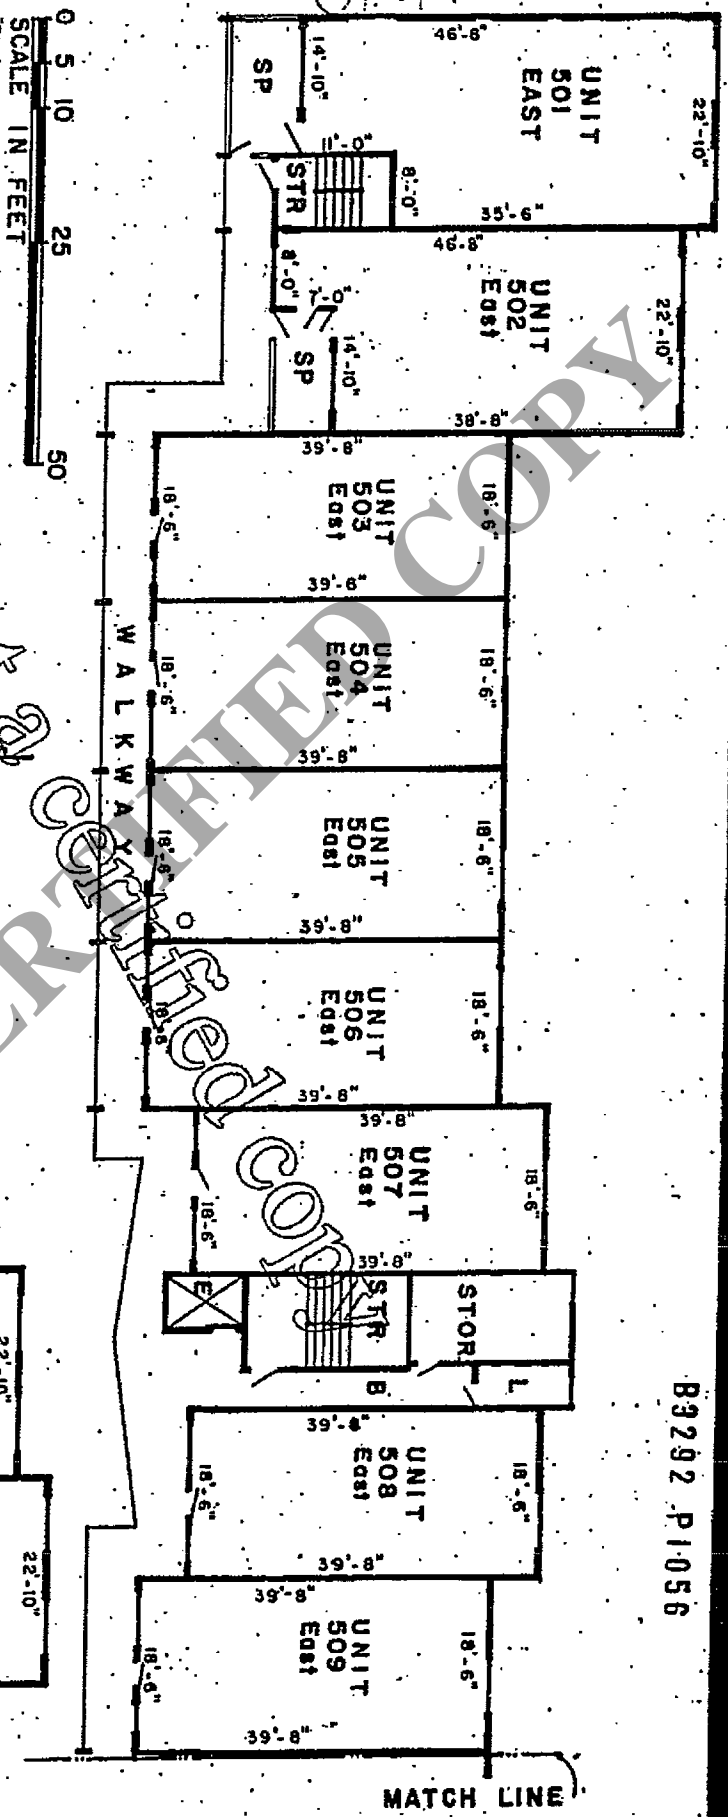 46'-8"
22'-10"
UNIT
501
EAST
14'-10"
SP
11'-0"
STR
8'-0"
35'-6"
46'-8"
8'-0"
7'-0"
UNIT
502
East
22'-10"
SP
14'-10"
38'-8"
39'-8"
18'-6"
UNIT
503
East
18'-6"
39'-8"
18'-6"
UNIT
504
East
18'-6"
39'-8"
18'-6"
UNIT
505
East
18'-6"
39'-8"
18'-6"
UNIT
506
East
18'-6"
39'-8"
39'-8"
18'-6"
UNIT
507
East
18'-6"
39'-8"
E
STR
STOR
B
L
39'-8"
18'-6"
UNIT
508
East
18'-6"
39'-8"
39'-8"
18'-6"
UNIT
509
East
18'-6"
39'-8"
WALKWAY
MATCH LINE
0 5 10 25 50
SCALE IN FEET
B3292 P1056
22'-10"
22'-10"
CERTIFIED COPY
a certified copy